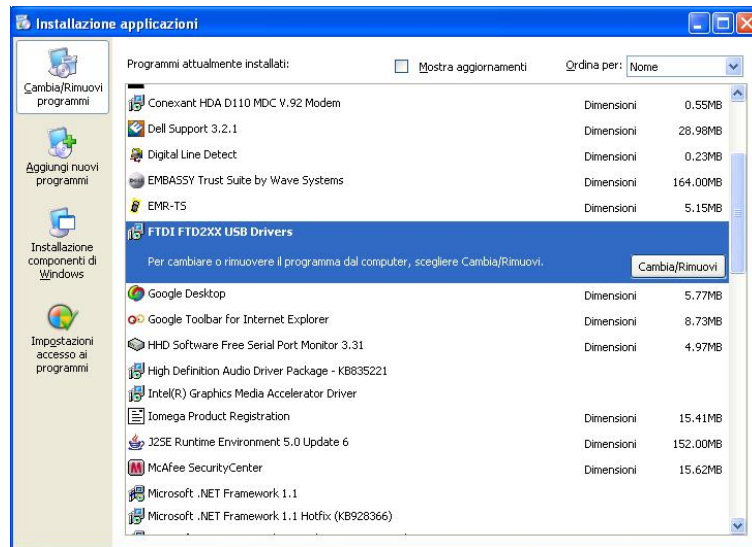 Installazione applicazioni
Cambia/Rimuovi
programmi
Aggiungi nuovi
programmi
Installazione
componenti di
Windows
Impostazioni
accesso ai
programmi
Programmi attualmente installati: Mostra aggiornamenti Ordina per: Nome
Conexant HDA D110 MDC V.92 Modem Dimensioni 0.55MB
Dell Support 3.2.1 Dimensioni 28.98MB
Digital Line Detect Dimensioni 0.23MB
EMBASSY Trust Suite by Wave Systems Dimensioni 164.00MB
EMR-TS Dimensioni 5.15MB
FTDI FTD2XX USB Drivers
Per cambiare o rimuovere il programma dal computer, scegliere Cambia/Rimuovi. Cambia/Rimuovi
Google Desktop Dimensioni 5.77MB
Google Toolbar for Internet Explorer Dimensioni 8.73MB
HHD Software Free Serial Port Monitor 3.31 Dimensioni 4.97MB
High Definition Audio Driver Package - KB835221
Intel(R) Graphics Media Accelerator Driver
Iomega Product Registration Dimensioni 15.41MB
J2SE Runtime Environment 5.0 Update 6 Dimensioni 152.00MB
McAfee SecurityCenter Dimensioni 15.62MB
Microsoft .NET Framework 1.1
Microsoft .NET Framework 1.1 Hotfix (KB928366)